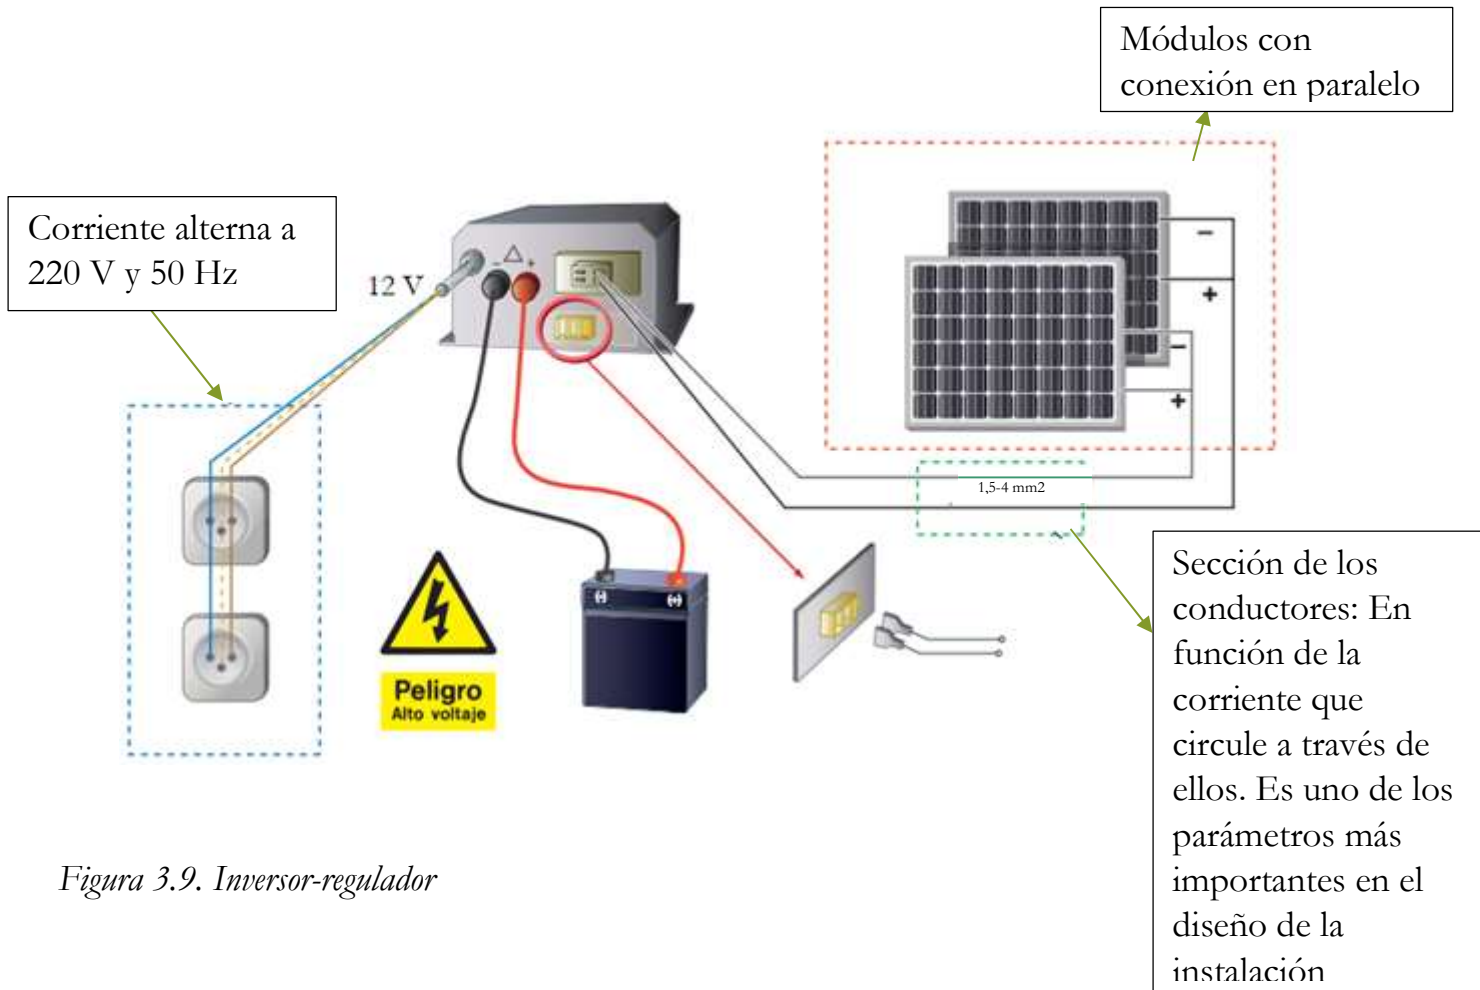 Módulos con
conexión en paralelo
Corriente alterna a
220 V y 50 Hz
12 V
-
+
−
+
−
+
1,5-4 mm2
(-)
(+)
Peligro
Alto voltaje
Sección de los
conductores: En
función de la
corriente que
circule a través de
ellos. Es uno de los
parámetros más
importantes en el
diseño de la
instalación
Figura 3.9. Inversor-regulador